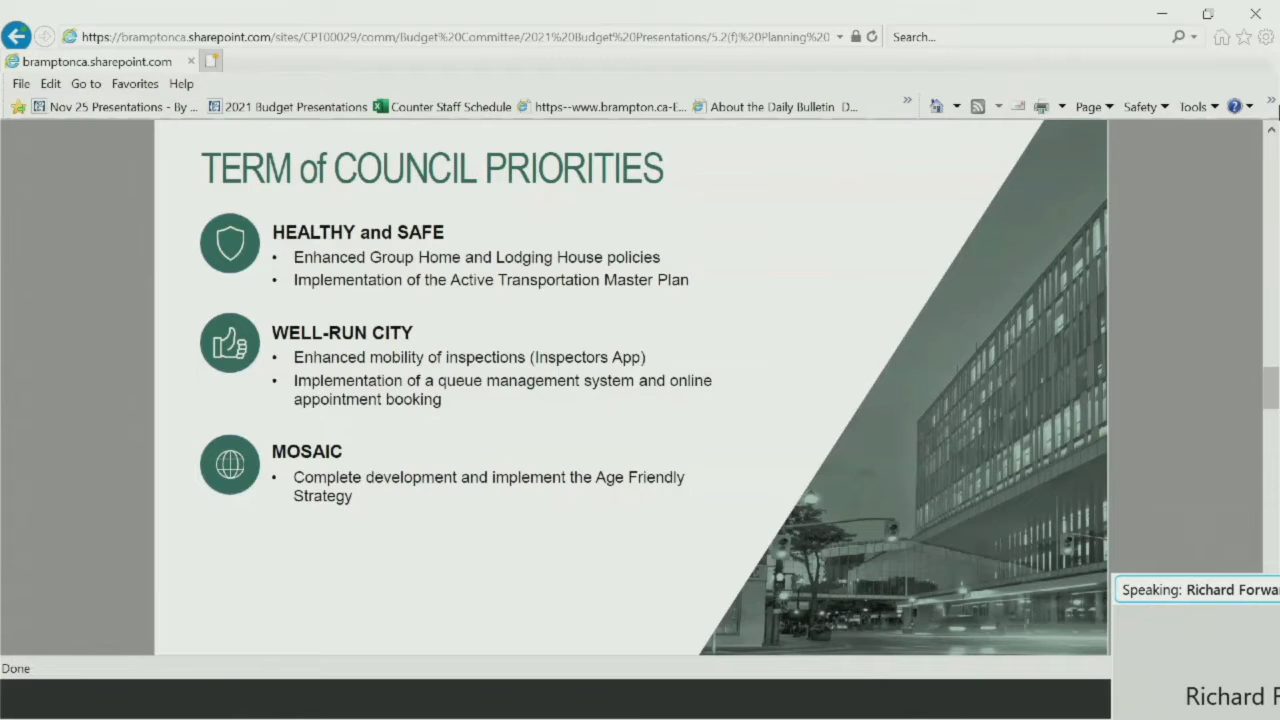 https://bramptonca.sharepoint.com/sites/CPT00029/comm/Budget%20Committee/2021%20Budget%20Presentations/5.2(f)%20Planning%20
Search...
bramptonca.sharepoint.com
File Edit Go to Favorites Help
Nov 25 Presentations - By ... 2021 Budget Presentations Counter Staff Schedule https--www.brampton.ca-E... About the Daily Bulletin D... Page Safety Tools
TERM of COUNCIL PRIORITIES
HEALTHY and SAFE
• Enhanced Group Home and Lodging House policies
• Implementation of the Active Transportation Master Plan
WELL-RUN CITY
• Enhanced mobility of inspections (Inspectors App)
• Implementation of a queue management system and online
appointment booking
MOSAIC
• Complete development and implement the Age Friendly
Strategy
Speaking: Richard Forwa
Done
Richard F